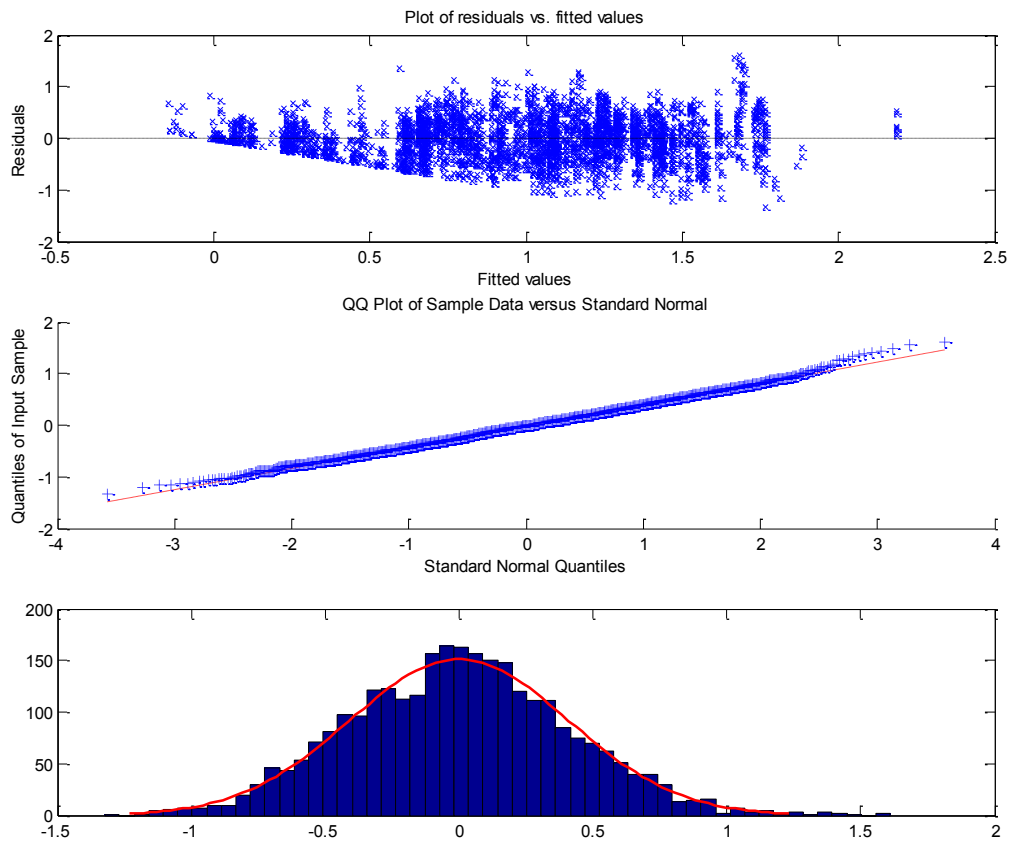 Plot of residuals vs. fitted values
2
1
0
-1
-2
Residuals
-0.5 0 0.5 1 1.5 2 2.5
Fitted values
QQ Plot of Sample Data versus Standard Normal
2
1
0
-1
-2
Quantiles of Input Sample
-4 -3 -2 -1 0 1 2 3 4
Standard Normal Quantiles
200
150
100
50
0
-1.5 -1 -0.5 0 0.5 1 1.5 2